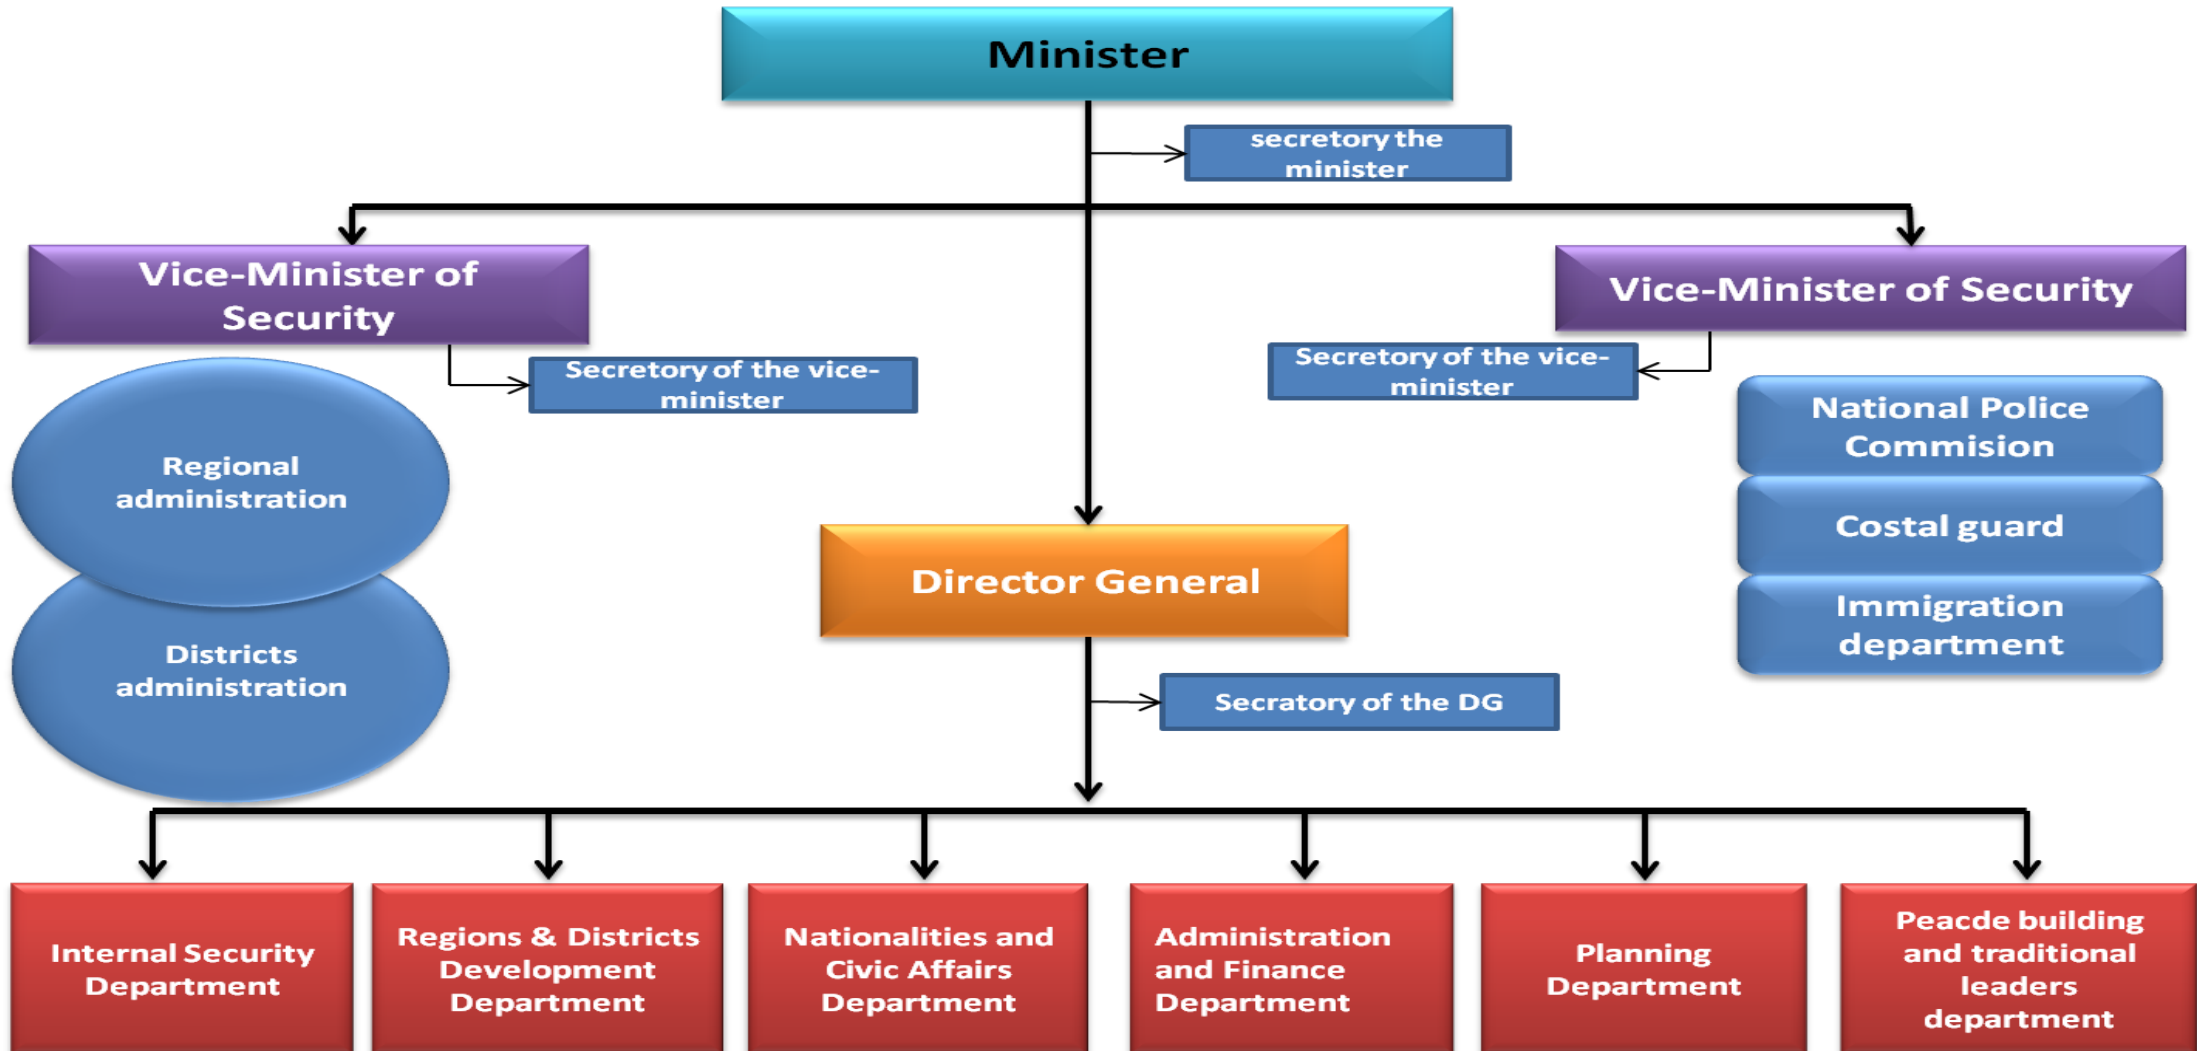 Minister
secretory the
minister
Vice-Minister of
Security
Vice-Minister of Security
Secretory of the vice-
minister
Secretory of the vice-
minister
Regional
administration
Districts
administration
National Police
Commision
Costal guard
Immigration
department
Director General
Secratory of the DG
Internal Security
Department
Regions & Districts
Development
Department
Nationalities and
Civic Affairs
Department
Administration
and Finance
Department
Planning
Department
Peacde building
and traditional
leaders
department